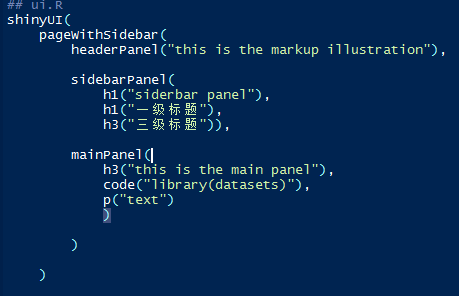 ## ui.R
shinyUI(
    pageWithSidebar(
        headerPanel("this is the markup illustration"),
        sidebarPanel(
            h1("siderbar panel"),
            h1("一级标题"),
            h3("三级标题")),
        mainPanel(
            h3("this is the main panel"),
            code("library(datasets)"),
            p("text")
            )
        )
    )